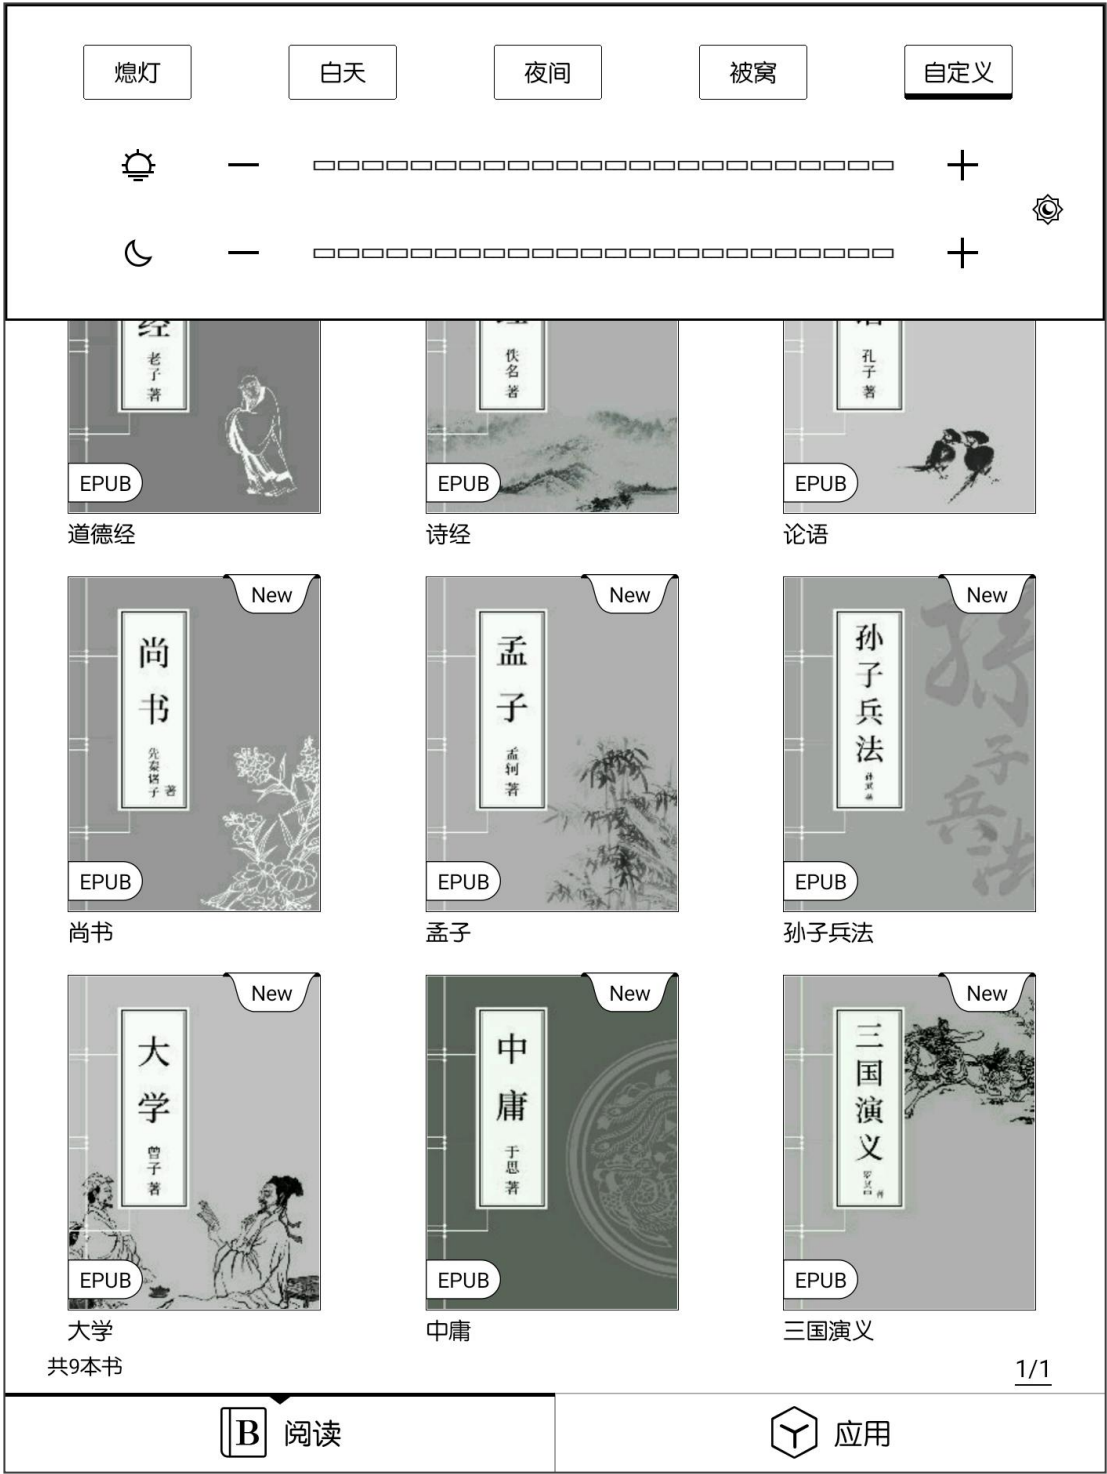 熄灯 白天 夜间 被窝 自定义
经
老子著
EPUB
道德经
佚名著
EPUB
诗经
孔子著
EPUB
论语
New
尚书
先秦诸子著
EPUB
尚书
New
孟子
孟轲著
EPUB
孟子
New
孙子兵法
孙子兵法
EPUB
孙子兵法
New
大学
曾子著
EPUB
大学
New
中庸
于思著
EPUB
中庸
New
三国演义
EPUB
三国演义
共9本书
1/1
B 阅读
应用